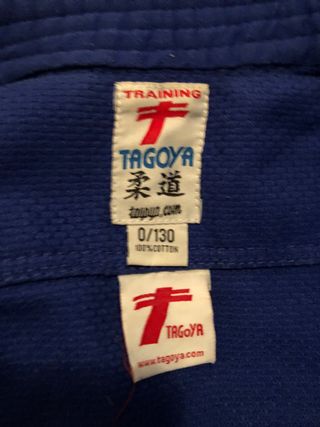 TRAINING
TAGOYA
柔道
tagoya.com
0/130
100%COTTON
TAGOYA
www.tagoya.com